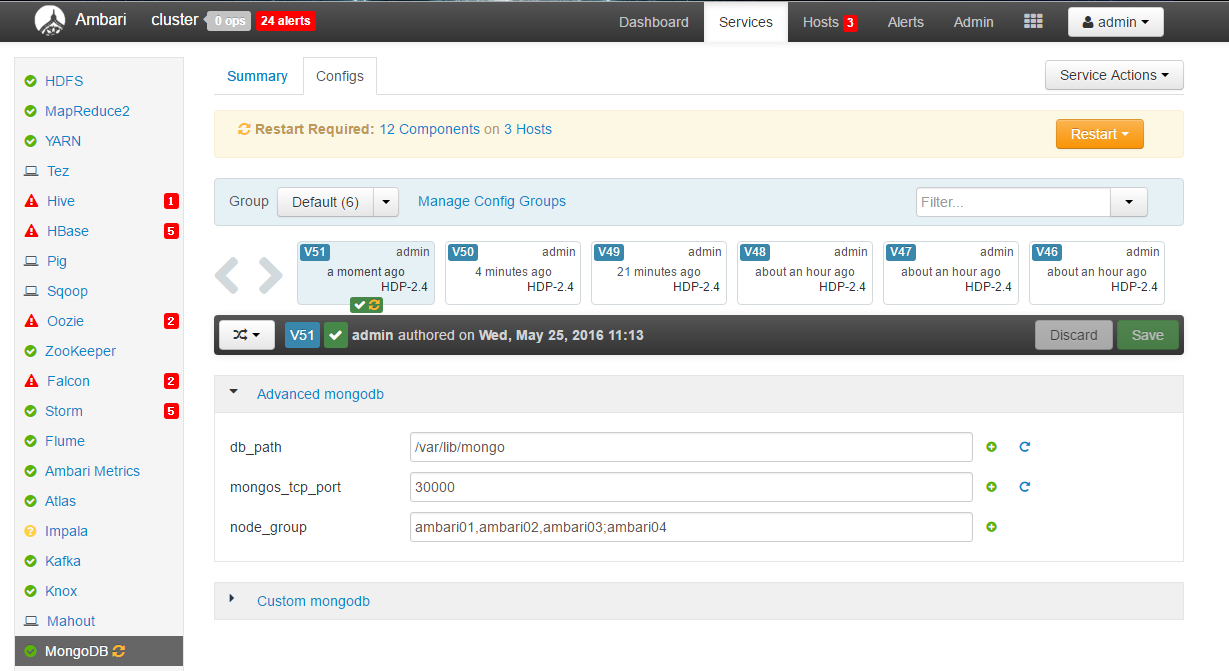 Ambari cluster 0 ops 24 alerts Dashboard Services Hosts 3 Alerts Admin admin
HDFS
MapReduce2
YARN
Tez
Hive 1
HBase 5
Pig
Sqoop
Oozie 2
ZooKeeper
Falcon 2
Storm 5
Flume
Ambari Metrics
Atlas
Impala
Kafka
Knox
Mahout
MongoDB
Summary Configs Service Actions
Restart Required: 12 Components on 3 Hosts Restart
Group Default (6) Manage Config Groups Filter...
V51 admin
a moment ago
HDP-2.4
V50 admin
4 minutes ago
HDP-2.4
V49 admin
21 minutes ago
HDP-2.4
V48 admin
about an hour ago
HDP-2.4
V47 admin
about an hour ago
HDP-2.4
V46 admin
about an hour ago
HDP-2.4
V51 admin authored on Wed, May 25, 2016 11:13 Discard Save
Advanced mongodb
db_path /var/lib/mongo
mongos_tcp_port 30000
node_group ambari01,ambari02,ambari03;ambari04
Custom mongodb